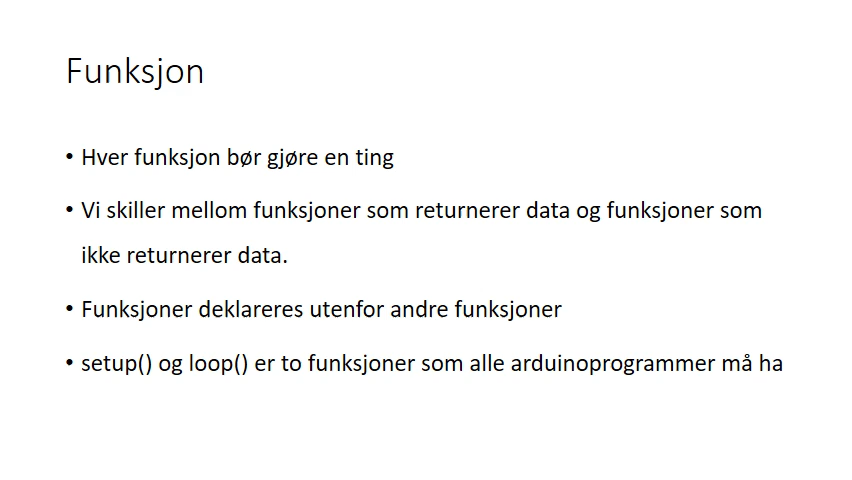 Funksjon
• Hver funksjon bør gjøre en ting
• Vi skiller mellom funksjoner som returnerer data og funksjoner som
ikke returnerer data.
• Funksjoner deklareres utenfor andre funksjoner
• setup() og loop() er to funksjoner som alle arduinoprogrammer må ha